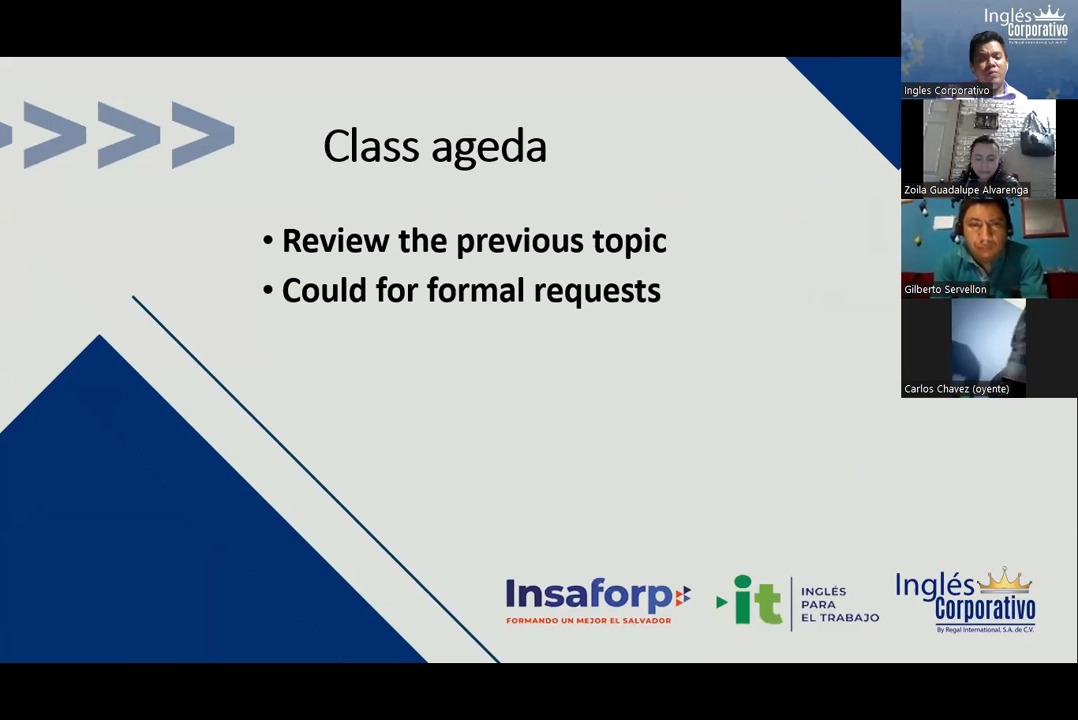 Class ageda
• Review the previous topic
• Could for formal requests
Inglés
Corporativo
Ingles Corporativo
Zoila Guadalupe Alvarenga
Gilberto Servellon
Carlos Chavez (oyente)
Insaforp
FORMANDO UN MEJOR EL SALVADOR
it
INGLÉS
PARA
EL TRABAJO
Inglés
Corporativo
By Regal International, S.A. de C.V.